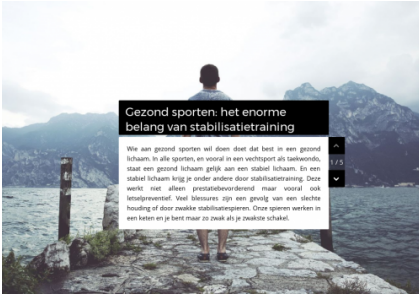 Gezond sporten: het enorme
belang van stabilisatietraining
Wie aan gezond sporten wil doen doet dat best in een gezond
lichaam. In alle sporten, en vooral in een vechtsport als taekwondo,
staat een gezond lichaam gelijk aan een stabiel lichaam. En een
stabiel lichaam krijg je onder andere door stabilisatietraining. Deze
werkt niet alleen prestatiebevorderend maar vooral ook
letselpreventief. Veel blessures zijn een gevolg van een slechte
houding of door zwakke stabilisatiespieren. Onze spieren werken in
een keten en je bent maar zo zwak als je zwakste schakel.
1 / 5